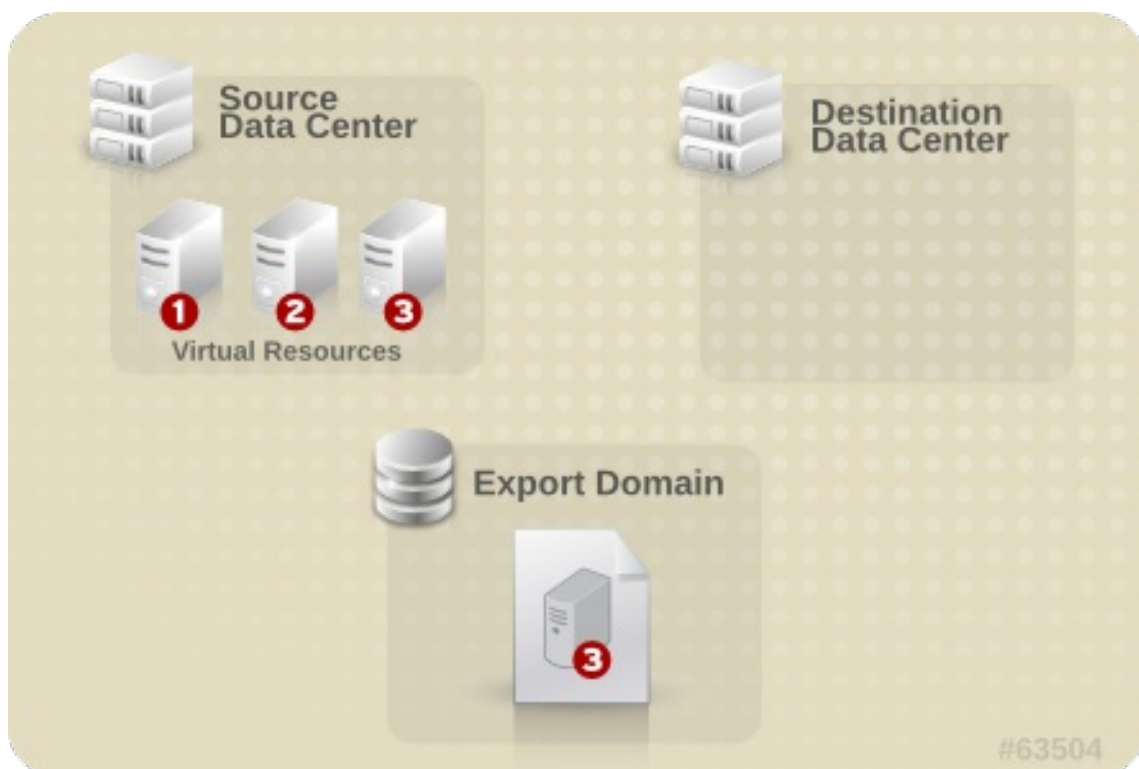 Source
Data Center
Destination
Data Center
1
2
3
Virtual Resources
Export Domain
3
#63504